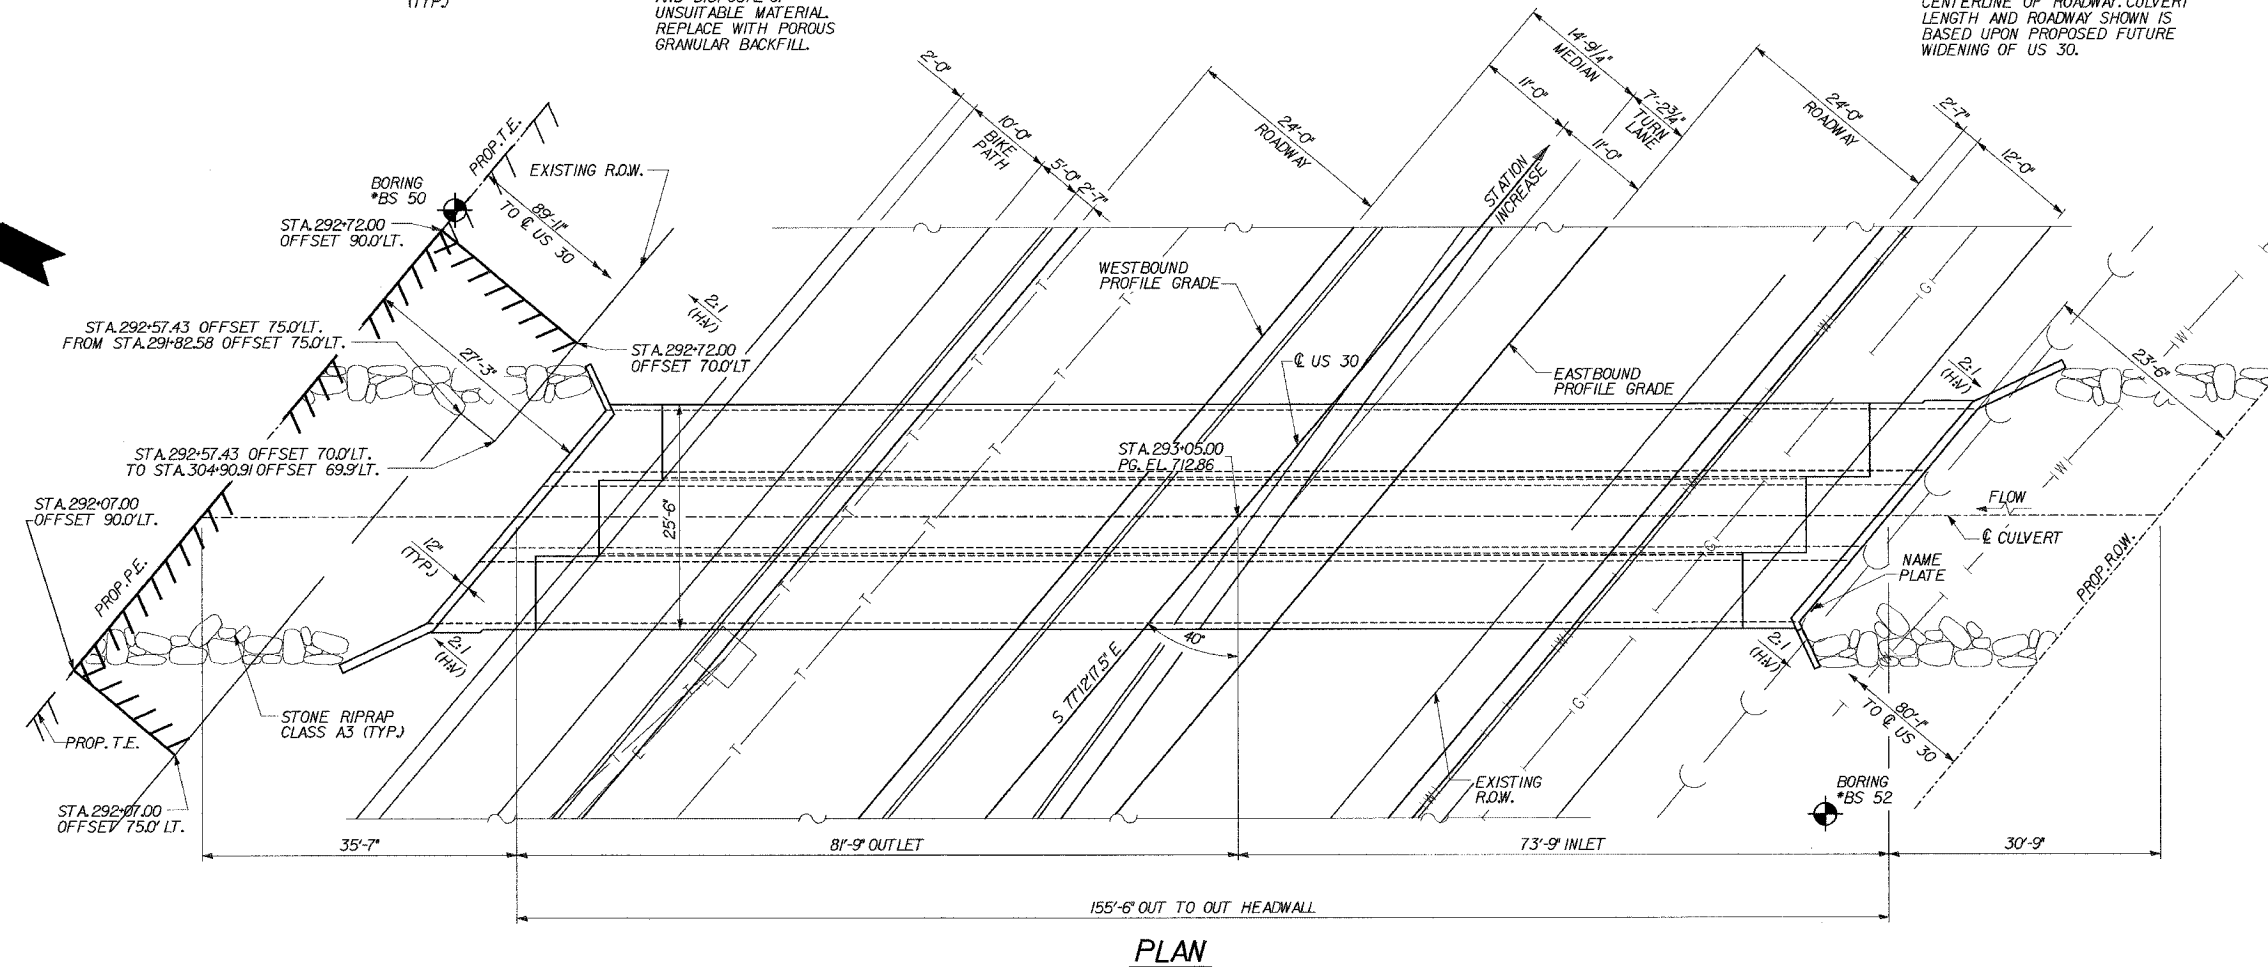 (TYP.)
AND DISPOSE OF
UNSUITABLE MATERIAL.
REPLACE WITH POROUS
GRANULAR BACKFILL.
CENTERLINE OF ROADWAY. CULVERT
LENGTH AND ROADWAY SHOWN IS
BASED UPON PROPOSED FUTURE
WIDENING OF US 30.
2'-0"
10'-0"
BIKE
PATH
5'-0"
2'-7"
24'-0"
ROADWAY
14'-9¼"
MEDIAN
11'-0"
7'-2¾"
TURN
LANE
11'-0"
24'-0"
ROADWAY
2'-7"
12'-0"
STATION
INCREASE
PROP. T.E.
EXISTING R.O.W.
BORING
*BS 50
STA. 292+72.00
OFFSET 90.0' LT.
89'-11"
TO ℄ US 30
2:1
(H:V)
WESTBOUND
PROFILE GRADE
STA. 292+57.43 OFFSET 75.0' LT.
FROM STA. 291+82.58 OFFSET 75.0' LT.
27'-3"
STA. 292+72.00
OFFSET 70.0' LT
℄ US 30
EASTBOUND
PROFILE GRADE
2:1
(H:V)
23'-6"
STA. 292+57.43 OFFSET 70.0' LT.
TO STA. 304+90.91 OFFSET 69.9' LT.
STA. 293+05.00
PG. EL. 712.86
STA. 292+07.00
OFFSET 90.0' LT.
25'-6"
FLOW
℄ CULVERT
12"
(TYP.)
NAME
PLATE
PROP. P.E.
PROP. R.O.W.
2:1
(H:V)
40°
S 77°12'17.5" E
2:1
(H:V)
80'-1"
TO ℄ US 30
STONE RIPRAP
CLASS A3 (TYP.)
PROP. T.E.
EXISTING
R.O.W.
BORING
*BS 52
STA. 292+07.00
OFFSET 75.0' LT.
T T T T T T T T E
G G G
W W W W W W
35'-7"
81'-9" OUTLET
73'-9" INLET
30'-9"
155'-6" OUT TO OUT HEADWALL
PLAN